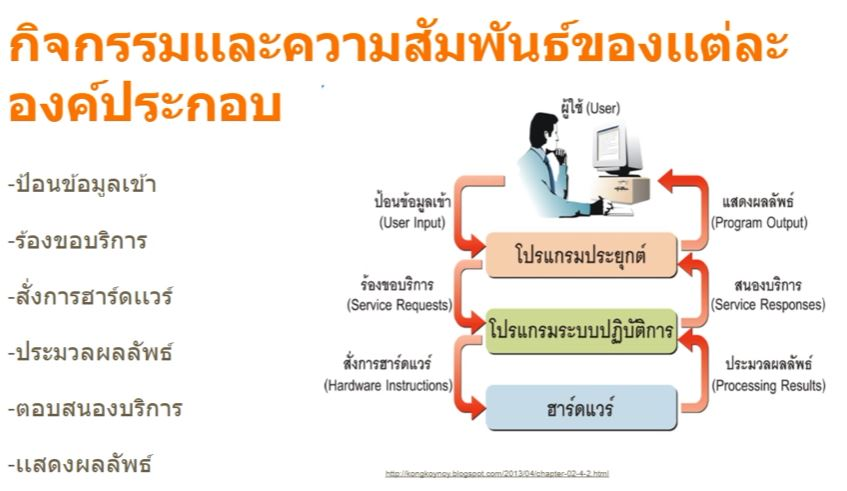 กิจกรรมและความสัมพันธ์ของแต่ละ
องค์ประกอบ
-ป้อนข้อมูลเข้า
-ร้องขอบริการ
-สั่งการฮาร์ดแวร์
-ประมวลผลลัพธ์
-ตอบสนองบริการ
-แสดงผลลัพธ์
ผู้ใช้ (User)
ป้อนข้อมูลเข้า
(User Input)
แสดงผลลัพธ์
(Program Output)
โปรแกรมประยุกต์
ร้องขอบริการ
(Service Requests)
สนองบริการ
(Service Responses)
โปรแกรมระบบปฏิบัติการ
สั่งการฮาร์ดแวร์
(Hardware Instructions)
ประมวลผลลัพธ์
(Processing Results)
ฮาร์ดแวร์
http://kongkoynoy.blogspot.com/2013/04/chapter-02-4-2.html